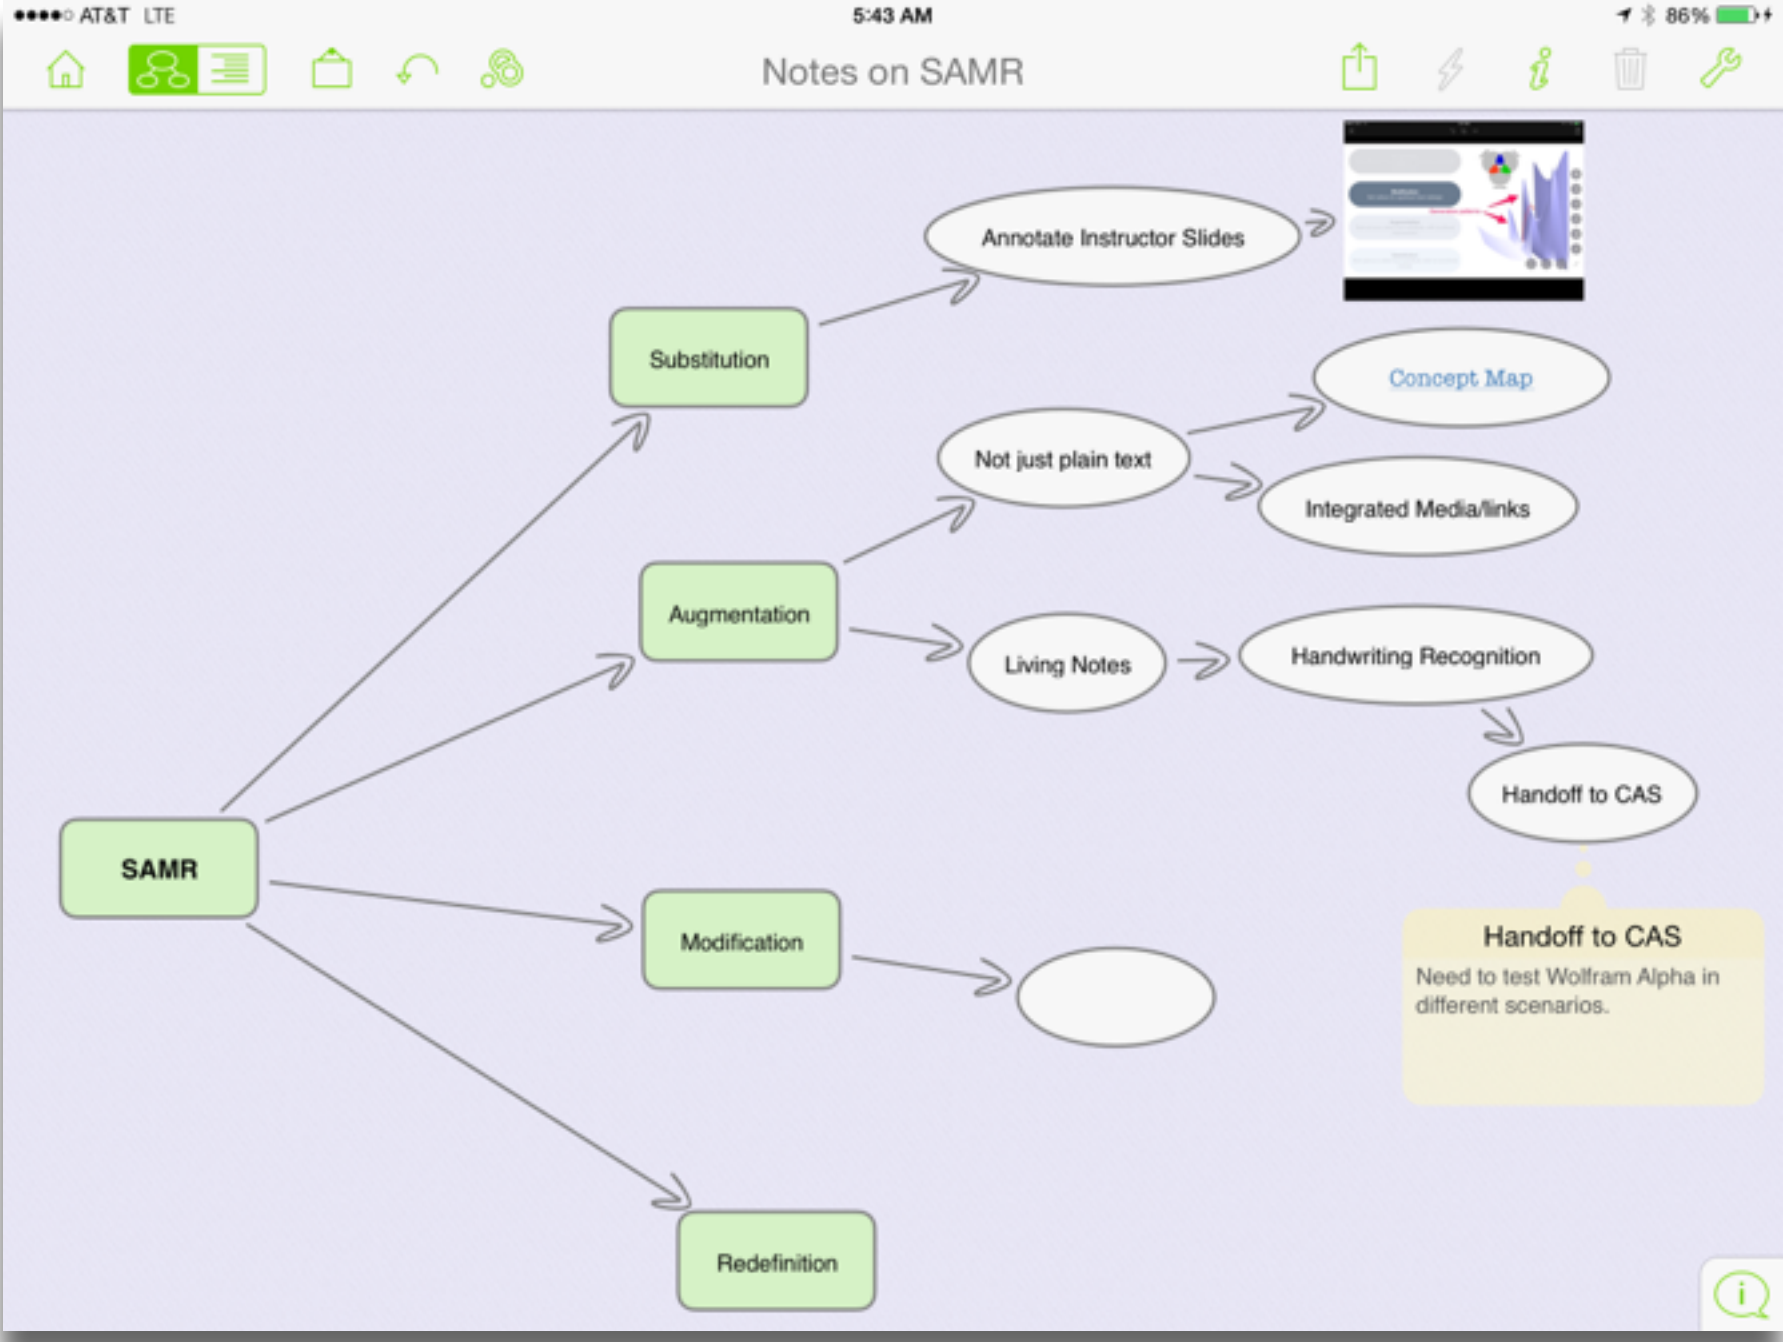 AT&T LTE
5:43 AM
86%
Notes on SAMR
Annotate Instructor Slides
Substitution
Concept Map
Not just plain text
Integrated Media/links
Augmentation
Living Notes
Handwriting Recognition
Handoff to CAS
SAMR
Handoff to CAS
Need to test Wolfram Alpha in
different scenarios.
Modification
Redefinition